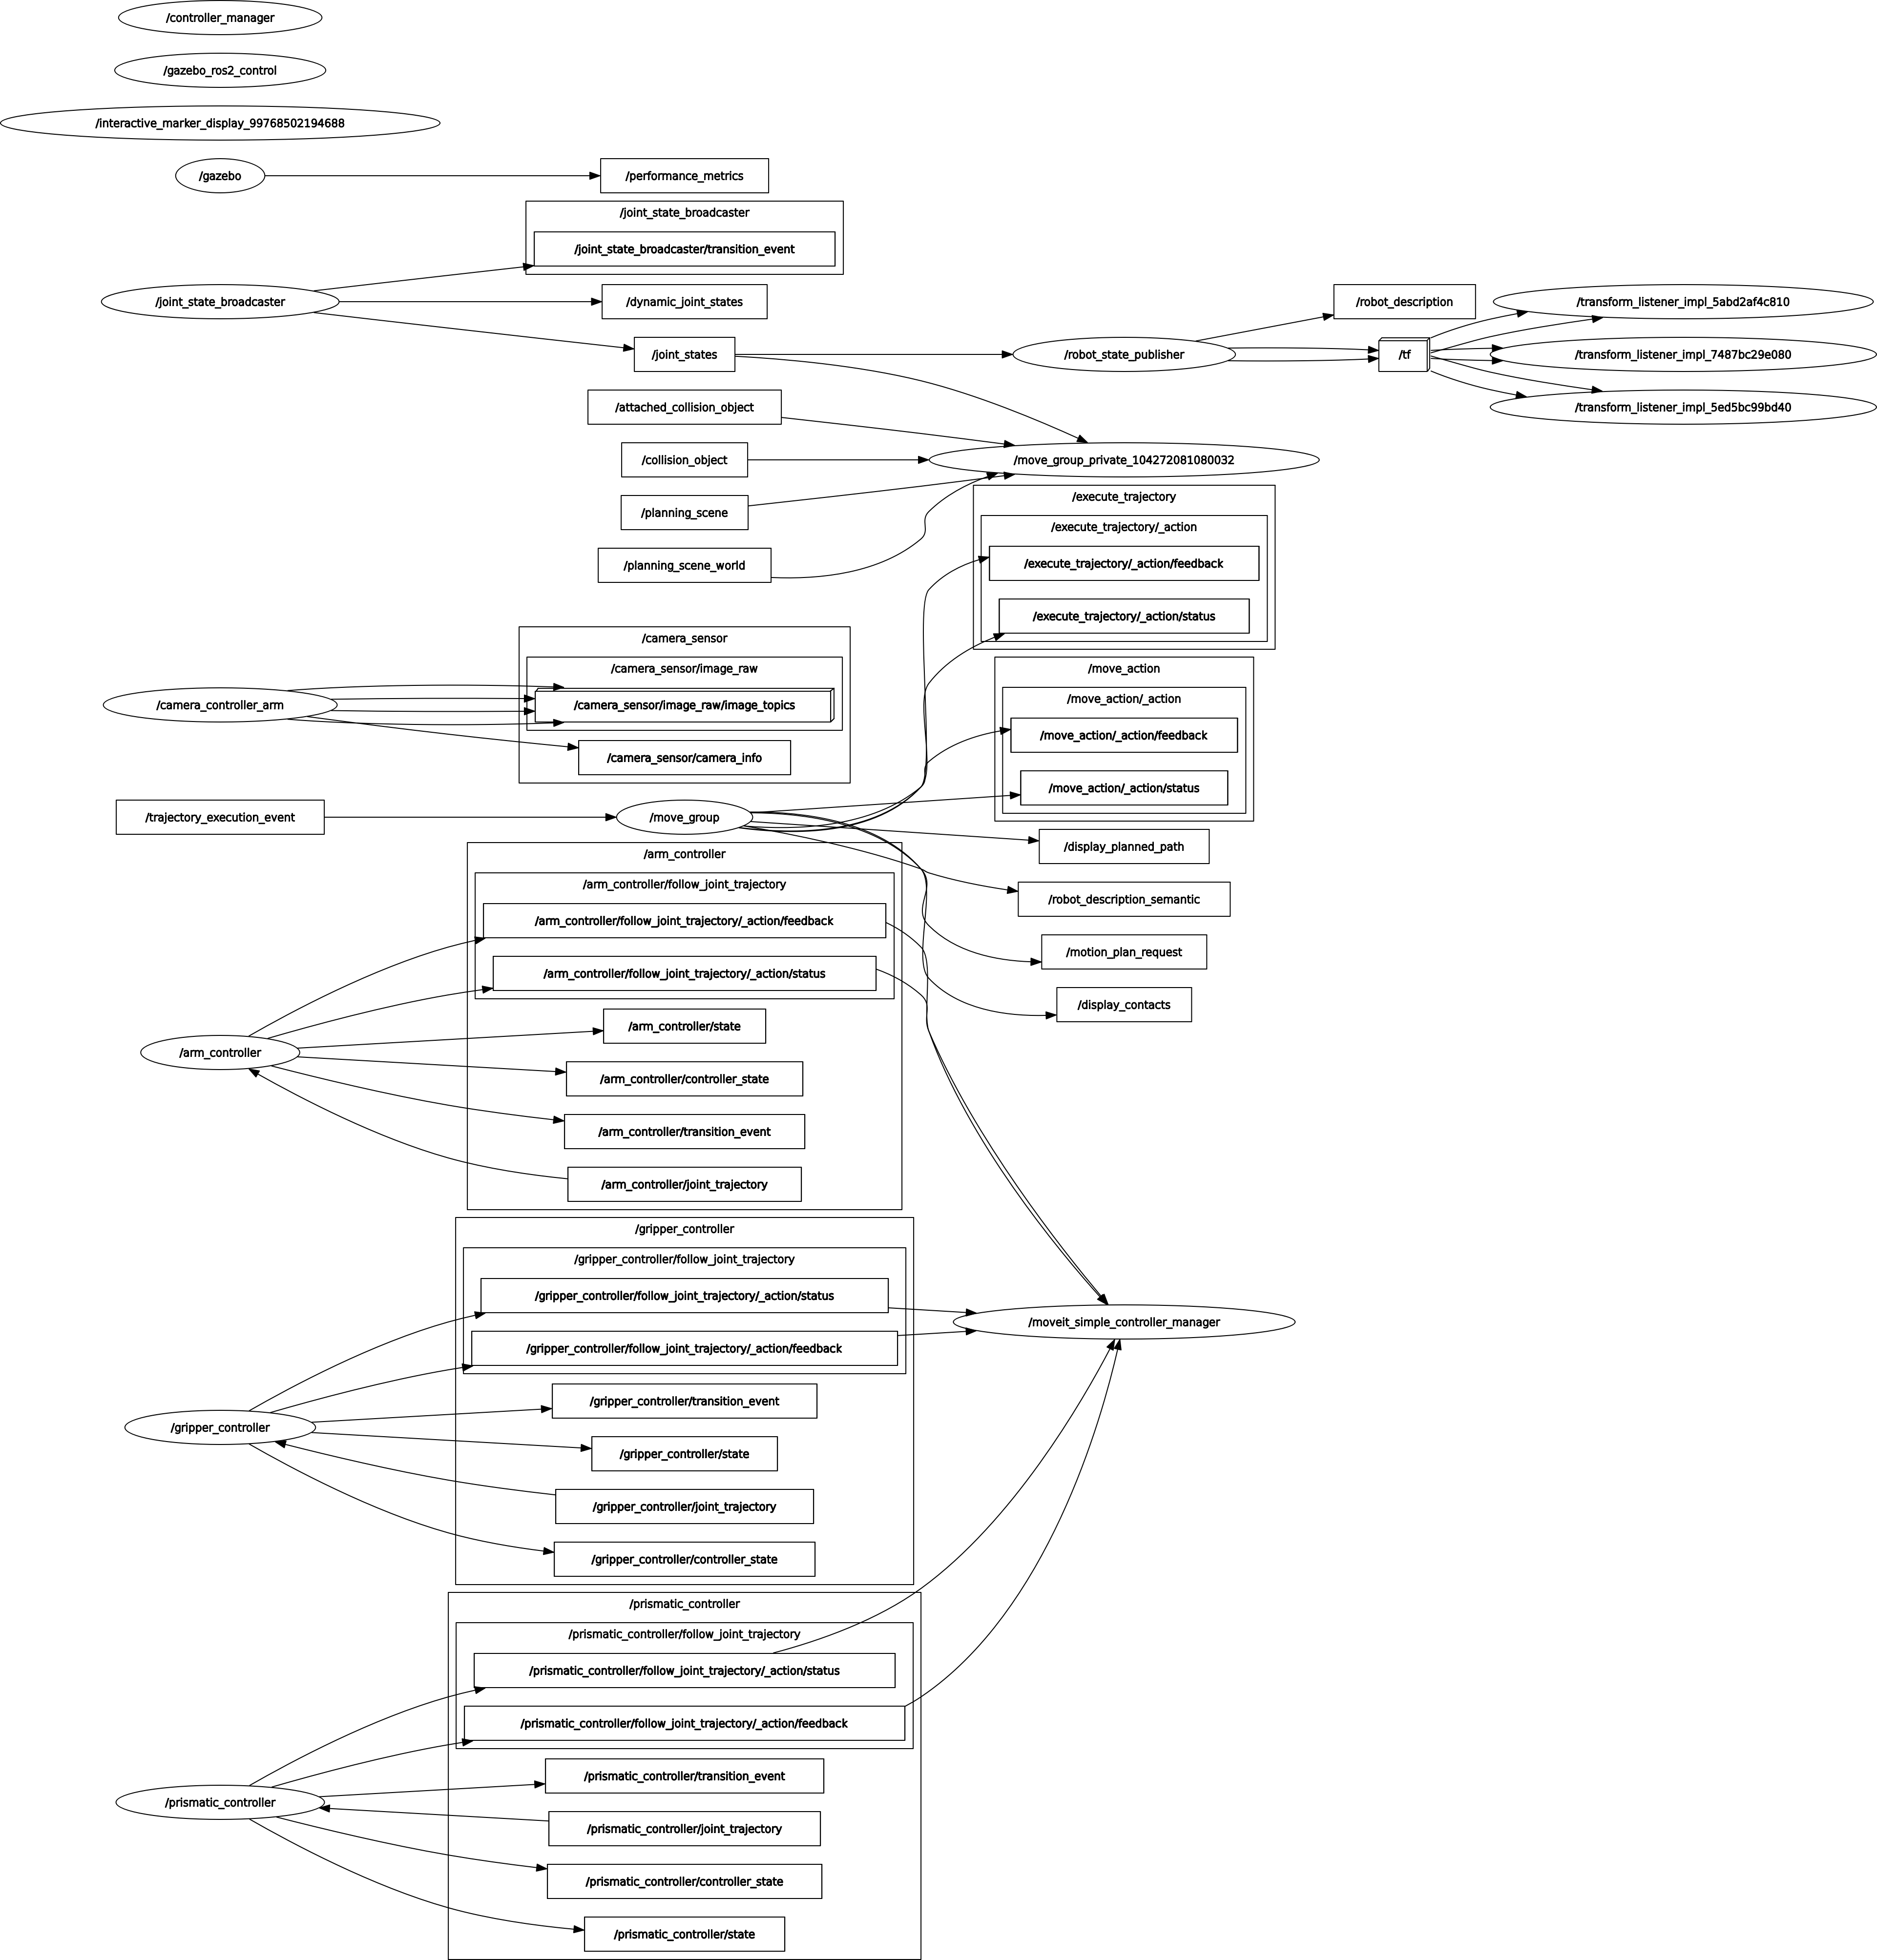 /controller_manager
/gazebo_ros2_control
/interactive_marker_display_99768502194688
/gazebo
/performance_metrics
/joint_state_broadcaster
/joint_state_broadcaster/transition_event
/joint_state_broadcaster
/dynamic_joint_states
/robot_description
/transform_listener_impl_5abd2af4c810
/joint_states
/robot_state_publisher
/tf
/transform_listener_impl_7487bc29e080
/attached_collision_object
/transform_listener_impl_5ed5bc99bd40
/collision_object
/move_group_private_104272081080032
/planning_scene
/planning_scene_world
/execute_trajectory
/execute_trajectory/_action
/execute_trajectory/_action/feedback
/execute_trajectory/_action/status
/camera_sensor
/camera_sensor/image_raw
/camera_controller_arm
/camera_sensor/image_raw/image_topics
/camera_sensor/camera_info
/move_action
/move_action/_action
/move_action/_action/feedback
/move_action/_action/status
/trajectory_execution_event
/move_group
/display_planned_path
/robot_description_semantic
/motion_plan_request
/display_contacts
/arm_controller
/arm_controller/follow_joint_trajectory
/arm_controller/follow_joint_trajectory/_action/feedback
/arm_controller/follow_joint_trajectory/_action/status
/arm_controller/state
/arm_controller
/arm_controller/controller_state
/arm_controller/transition_event
/arm_controller/joint_trajectory
/gripper_controller
/gripper_controller/follow_joint_trajectory
/gripper_controller/follow_joint_trajectory/_action/status
/moveit_simple_controller_manager
/gripper_controller/follow_joint_trajectory/_action/feedback
/gripper_controller/transition_event
/gripper_controller
/gripper_controller/state
/gripper_controller/joint_trajectory
/gripper_controller/controller_state
/prismatic_controller
/prismatic_controller/follow_joint_trajectory
/prismatic_controller/follow_joint_trajectory/_action/status
/prismatic_controller/follow_joint_trajectory/_action/feedback
/prismatic_controller/transition_event
/prismatic_controller
/prismatic_controller/joint_trajectory
/prismatic_controller/controller_state
/prismatic_controller/state